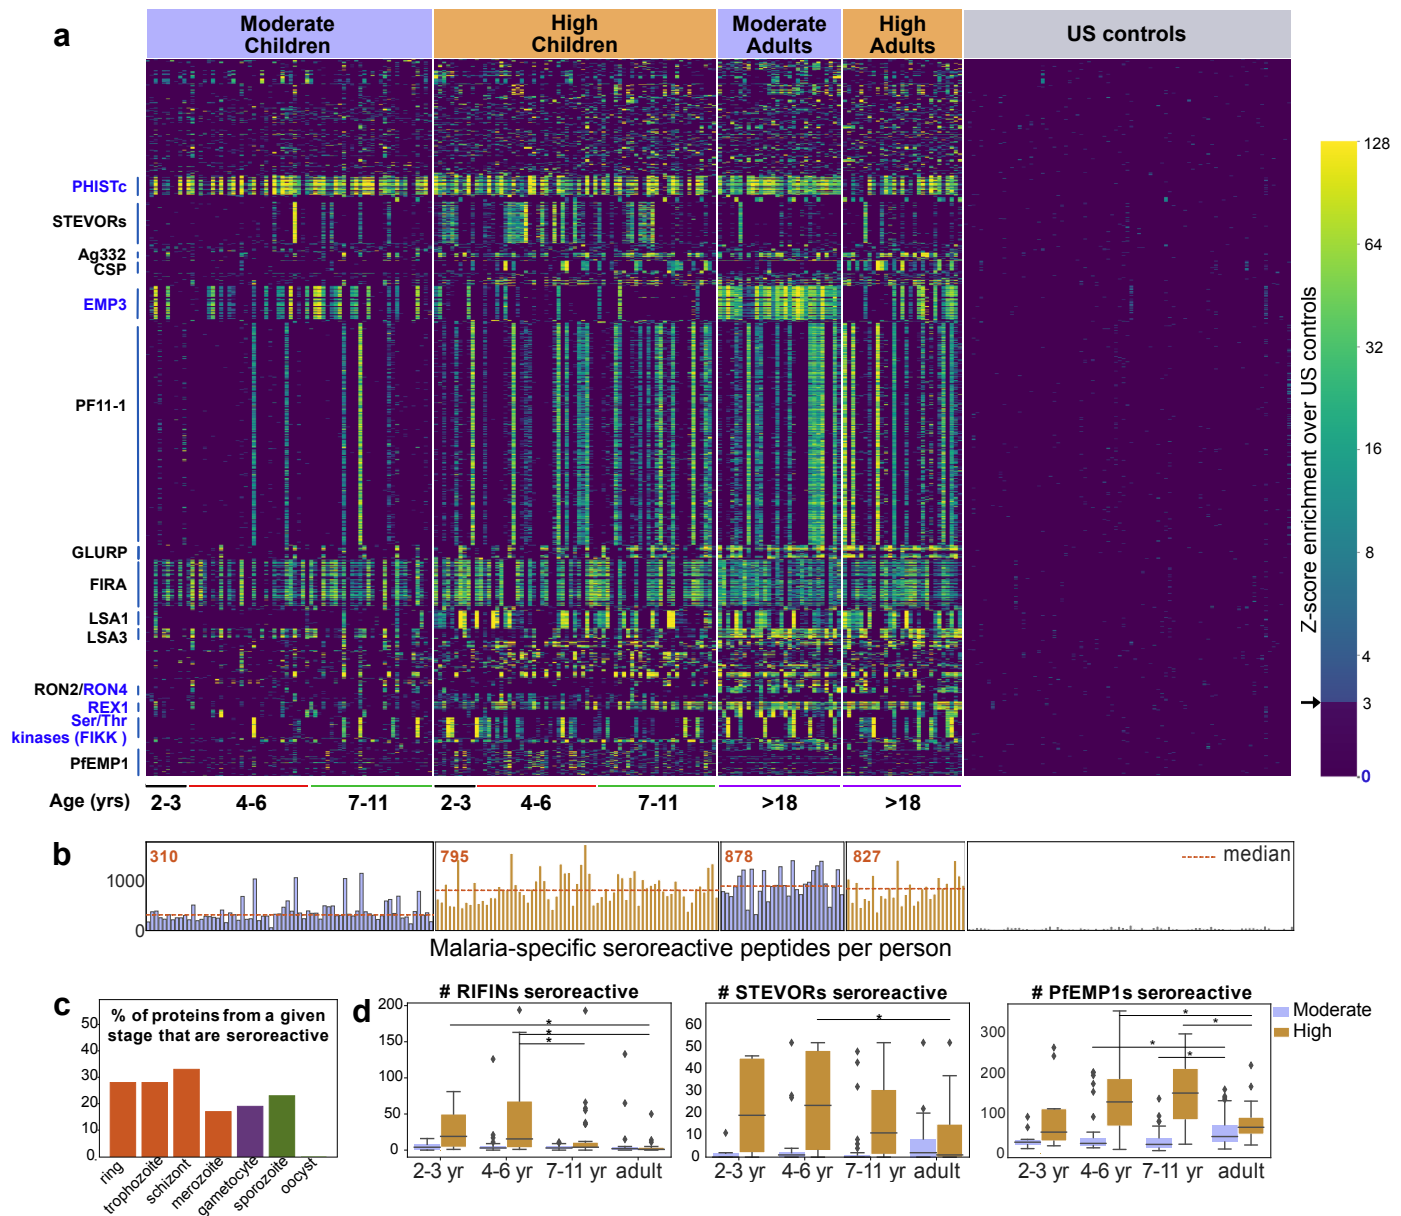 a
Moderate
Children
High
Children
Moderate
Adults
High
Adults
US controls
PHISTc
STEVORs
Ag332
CSP
EMP3
PF11-1
GLURP
FIRA
LSA1
LSA3
RON2/RON4
REX1
Ser/Thr
kinases (FIKK )
PfEMP1
Age (yrs)
2-3
4-6
7-11
2-3
4-6
7-11
>18
>18
128
64
32
16
8
4
3
0
Z-score enrichment over US controls
b
310
795
878
827
median
1000
0
Malaria-specific seroreactive peptides per person
c
% of proteins from a given
stage that are seroreactive
50
40
30
20
10
0
ring
trophozoite
schizont
merozoite
gametocyte
sporozoite
oocyst
d
# RIFINs seroreactive
200
150
100
50
0
*
*
*
2-3 yr
4-6 yr
7-11 yr
adult
# STEVORs seroreactive
60
50
40
30
20
10
0
*
2-3 yr
4-6 yr
7-11 yr
adult
# PfEMP1s seroreactive
300
200
100
0
*
*
*
*
2-3 yr
4-6 yr
7-11 yr
adult
Moderate
High